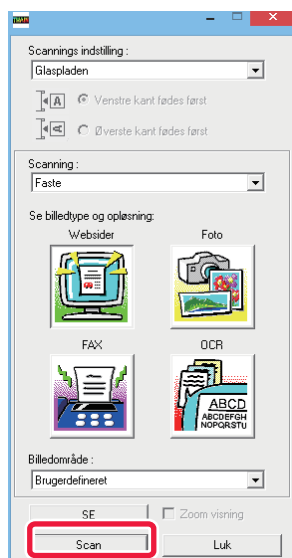 Scannings indstilling :
Glaspladen
A Venstre kant fødes først
A Øverste kant fødes først
Scanning :
Faste
Se billedtype og opløsning:
Websider Foto
FAX OCR
ABCD
ABCDEFGH
NOPQRSTU
Billedområde :
Brugerdefineret
SE Zoom visning
Scan Luk